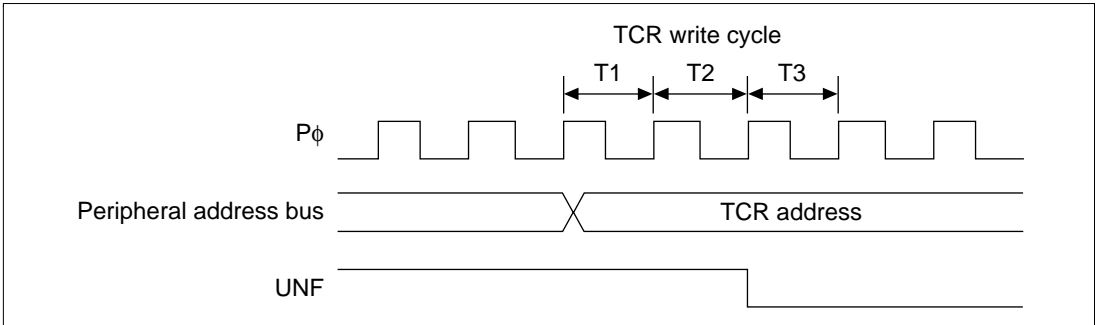 TCR write cycle
T1 T2 T3
Pϕ
Peripheral address bus TCR address
UNF